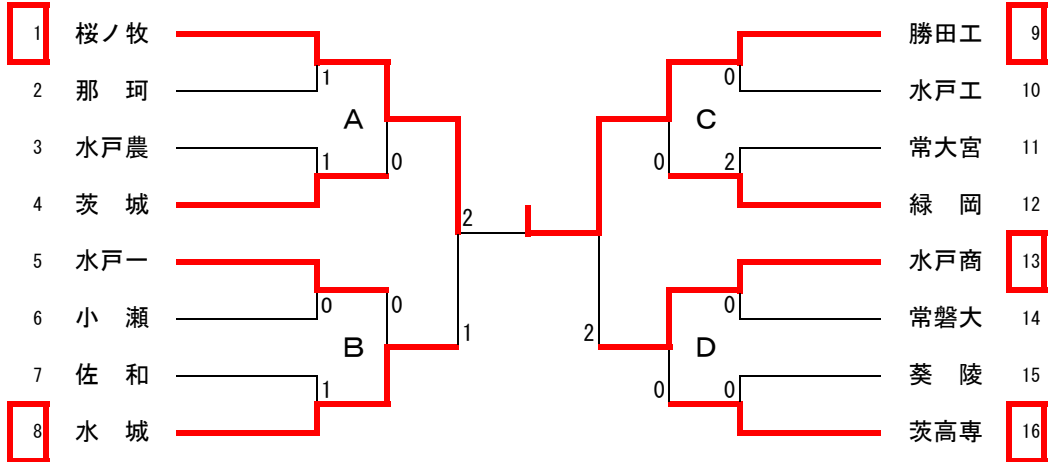 1 桜ノ牧
2 那　珂
3 水戸農
4 茨　城
5 水戸一
6 小　瀬
7 佐　和
8 水　城
1
A
1
0
2
0
0
B
1
1
勝田工 9
水戸工 10
常大宮 11
緑　岡 12
水戸商 13
常磐大 14
葵　陵 15
茨高専 16
0
C
0
2
0
2
D
0
0